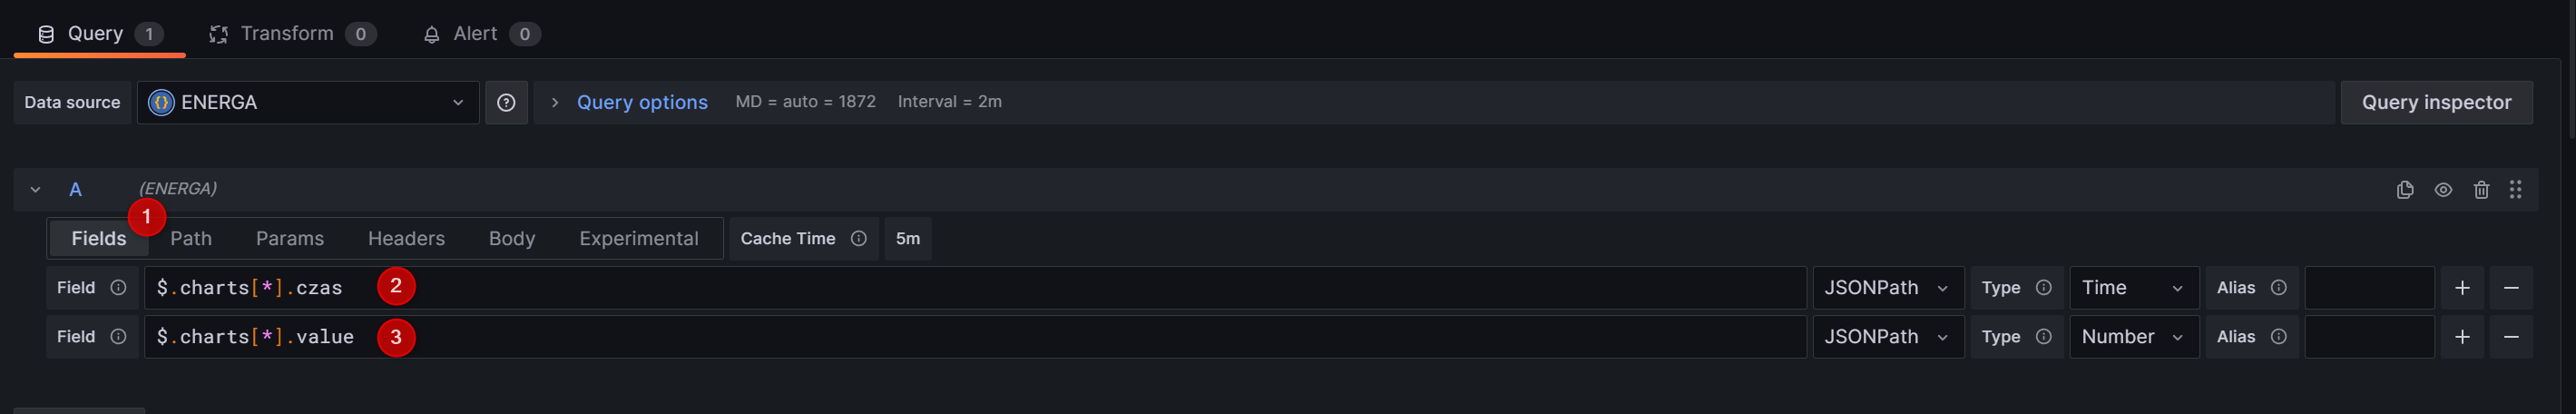 Query 1 Transform 0 Alert 0
Data source {} ENERGA ? > Query options MD = auto = 1872 Interval = 2m Query inspector
A (ENERGA)
1
Fields Path Params Headers Body Experimental Cache Time 5m
Field $.charts[*].czas 2 JSONPath Type Time Alias + −
Field $.charts[*].value 3 JSONPath Type Number Alias + −